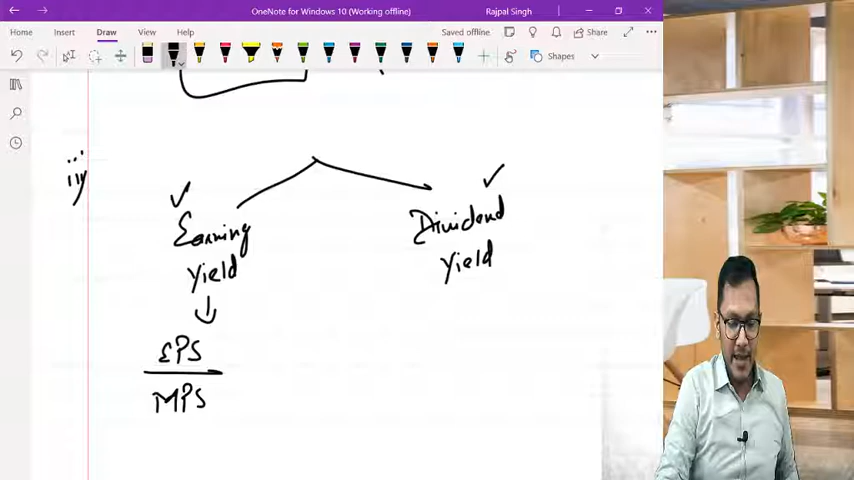 OneNote for Windows 10 (Working offline)
Rajpal Singh
Home Insert Draw View Help
Saved offline
Share
Shapes
iii)
Earning
yield
Dividend
yield
EPS
MPS